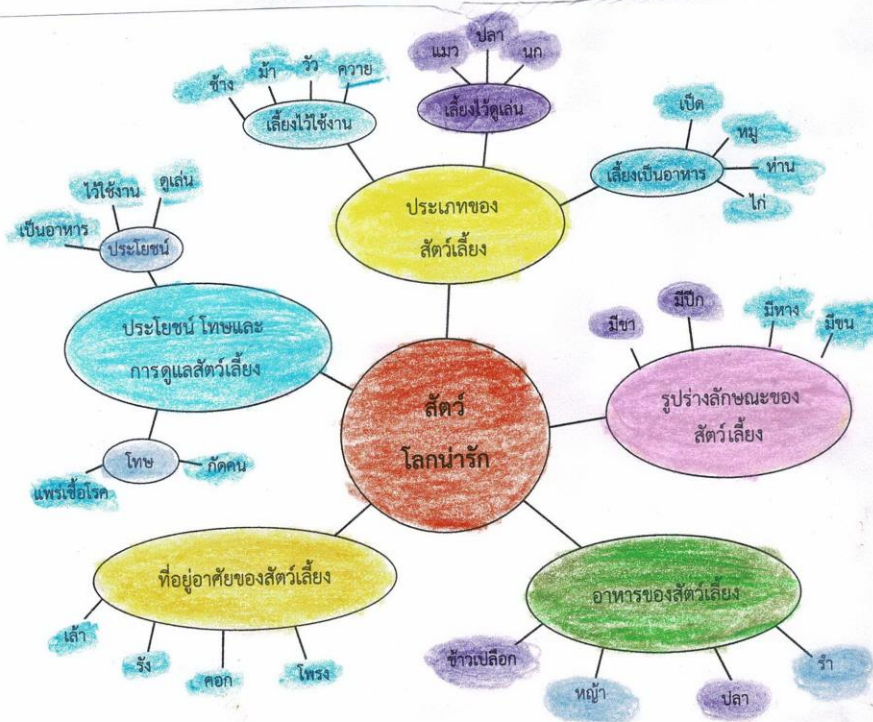 ช้าง
ม้า
วัว
ควาย
เลี้ยงไว้ใช้งาน
แมว
ปลา
นก
เลี้ยงไว้ดูเล่น
เป็ด
หมู
ห่าน
ไก่
เลี้ยงเป็นอาหาร
ประเภทของ
สัตว์เลี้ยง
เป็นอาหาร
ไว้ใช้งาน
ดูเล่น
ประโยชน์
ประโยชน์ โทษและ
การดูแลสัตว์เลี้ยง
โทษ
แพร่เชื้อโรค
กัดคน
มีขา
มีปีก
มีหาง
มีขน
รูปร่างลักษณะของ
สัตว์เลี้ยง
สัตว์
โลกน่ารัก
ที่อยู่อาศัยของสัตว์เลี้ยง
เล้า
รัง
คอก
โพรง
อาหารของสัตว์เลี้ยง
ข้าวเปลือก
หญ้า
ปลา
รำ